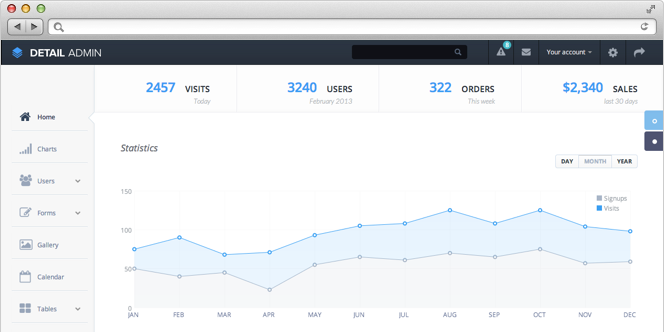 DETAIL ADMIN
8
Your account
2457 VISITS
Today
3240 USERS
February 2013
322 ORDERS
This week
$2,340 SALES
last 30 days
Home
Charts
Users
Forms
Gallery
Calendar
Tables
Statistics
DAY MONTH YEAR
Signups
Visits
150
100
50
0
JAN FEB MAR APR MAY JUN JUL AUG SEP OCT NOV DEC